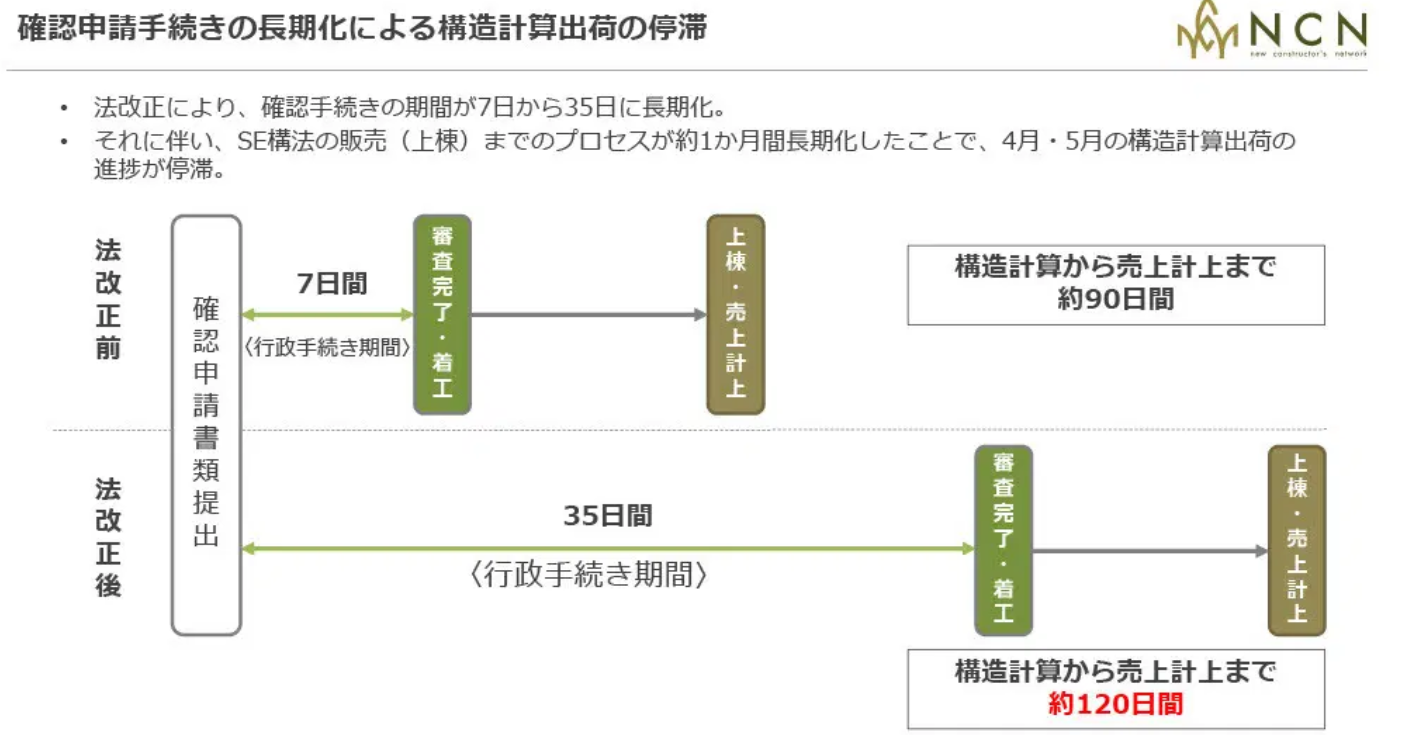 確認申請手続きの長期化による構造計算出荷の停滞
NCN
new constructor's network
• 法改正により、確認手続きの期間が7日から35日に長期化。
• それに伴い、SE構法の販売（上棟）までのプロセスが約1か月間長期化したことで、4月・5月の構造計算出荷の
進捗が停滞。
法改正前
確認申請書類提出
7日間
〈行政手続き期間〉
審査完了・着工
上棟・売上計上
構造計算から売上計上まで
約90日間
法改正後
35日間
〈行政手続き期間〉
審査完了・着工
上棟・売上計上
構造計算から売上計上まで
約120日間